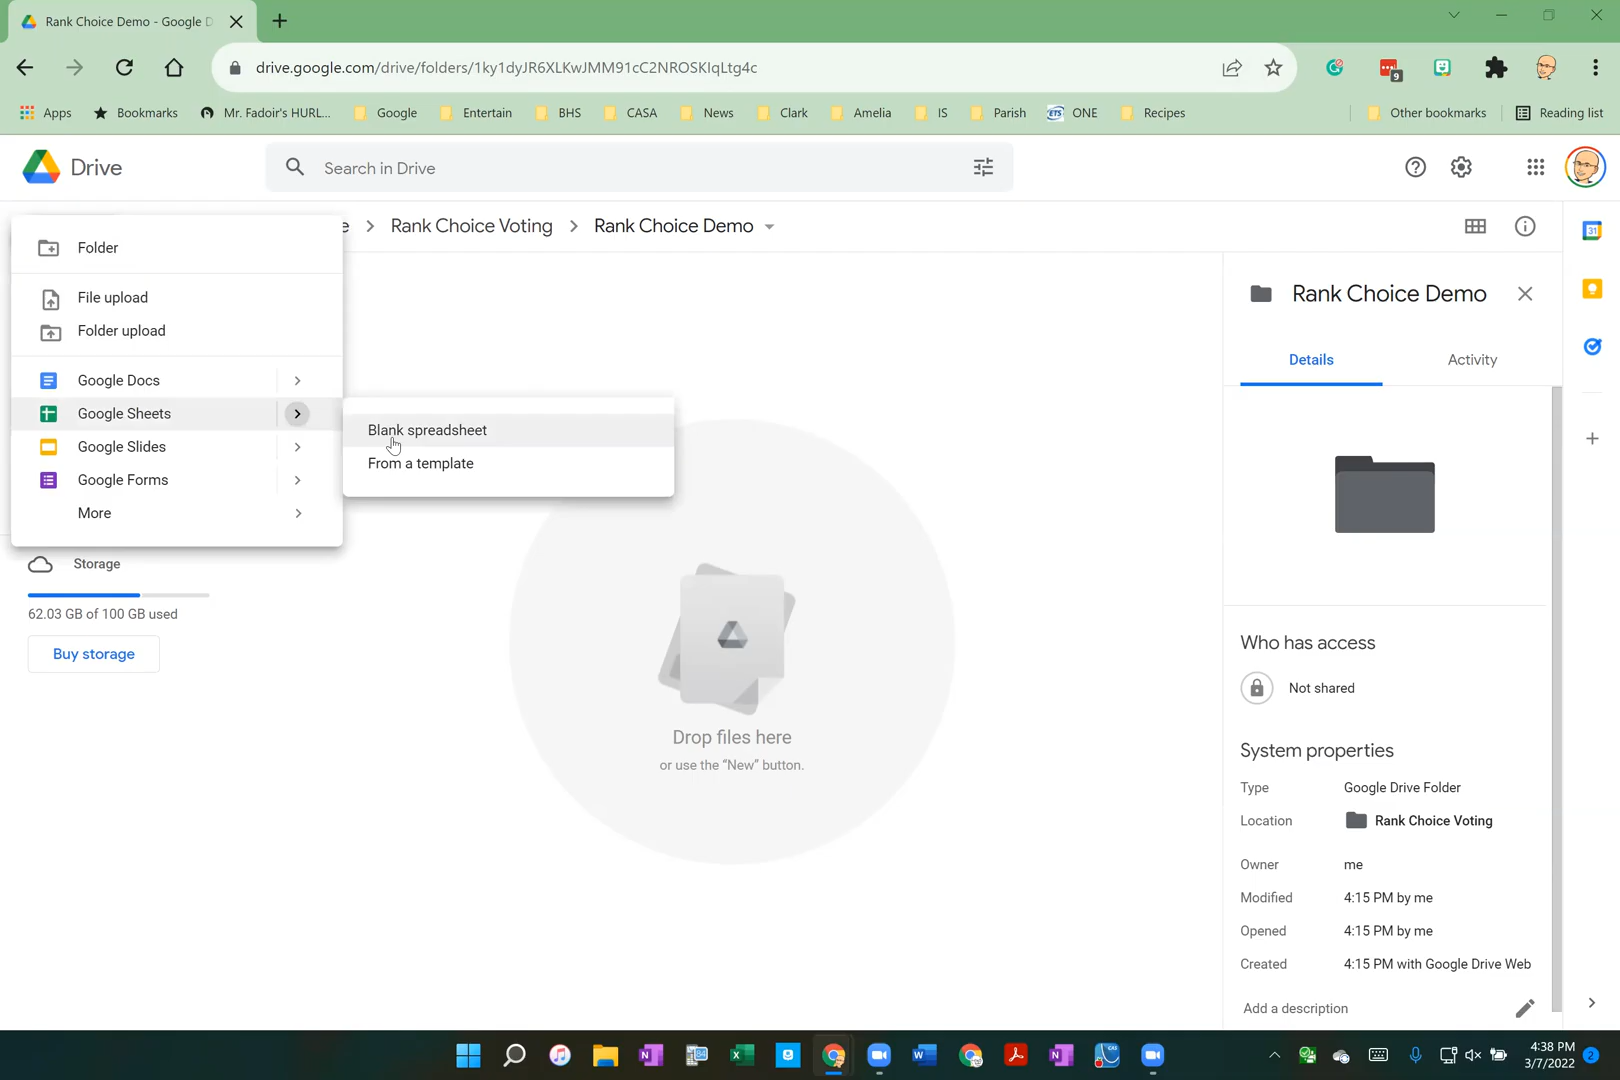 Rank Choice Demo - Google D
drive.google.com/drive/folders/1ky1dyJR6XLKwJMM91cC2NROSKIqLtg4c
9
Apps Bookmarks Mr. Fadoir's HURL... Google Entertain BHS CASA News Clark Amelia IS Parish ETS ONE Recipes Other bookmarks Reading list
Drive
Search in Drive
e > Rank Choice Voting > Rank Choice Demo
31
Folder
File upload
Folder upload
Google Docs
Google Sheets
Google Slides
Google Forms
More
Blank spreadsheet
From a template
Storage
62.03 GB of 100 GB used
Buy storage
Drop files here
or use the “New” button.
Rank Choice Demo
Details Activity
Who has access
Not shared
System properties
Type Google Drive Folder
Location Rank Choice Voting
Owner me
Modified 4:15 PM by me
Opened 4:15 PM by me
Created 4:15 PM with Google Drive Web
Add a description
4:38 PM
3/7/2022
2